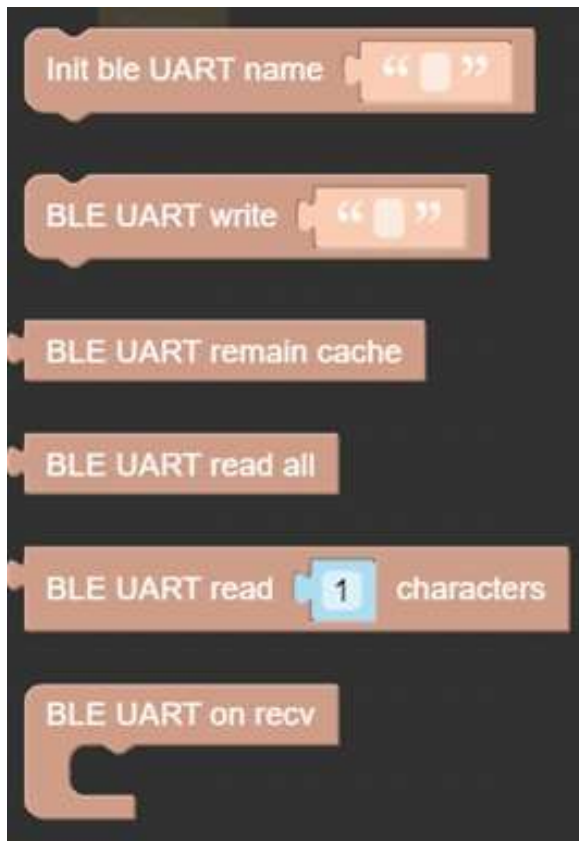 Init ble UART name “ ”
BLE UART write “ ”
BLE UART remain cache
BLE UART read all
BLE UART read 1 characters
BLE UART on recv